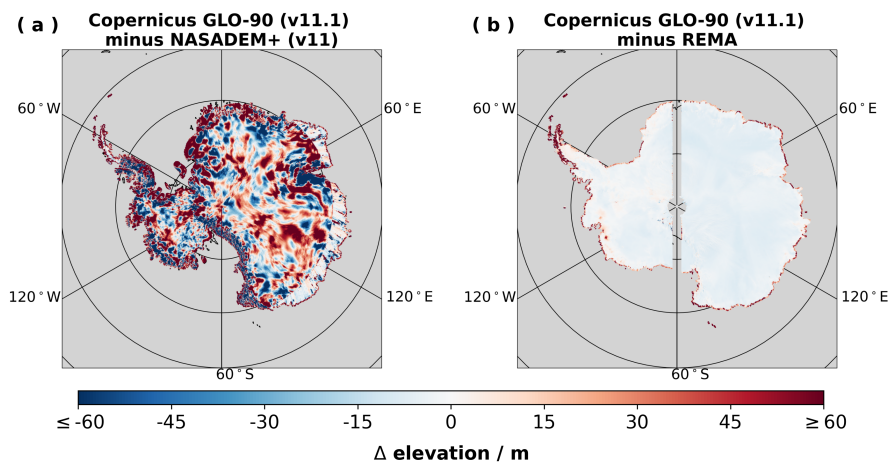 ( a )
Copernicus GLO-90 (v11.1)
minus NASADEM+ (v11)
( b )
Copernicus GLO-90 (v11.1)
minus REMA
60°W
60°E
120°W
120°E
60°S
60°W
60°E
120°W
120°E
60°S
≤ -60 -45 -30 -15 0 15 30 45 ≥ 60
Δ elevation / m